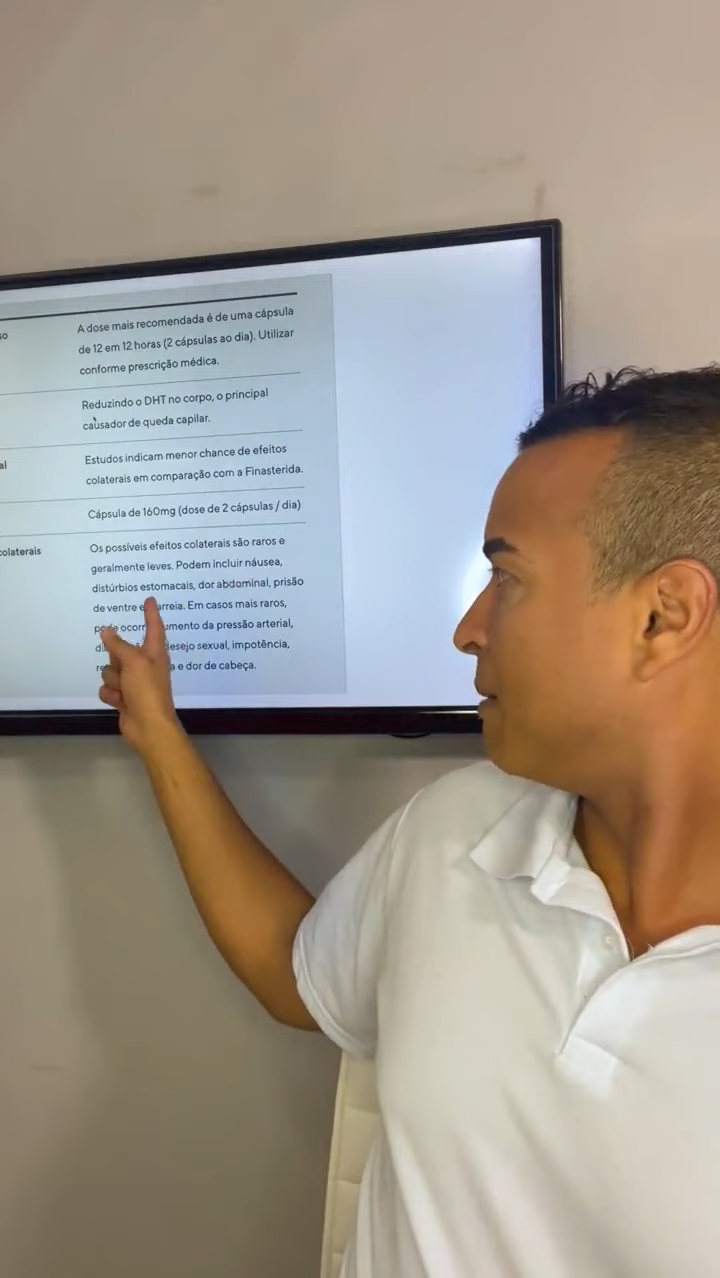 so
A dose mais recomendada é de uma cápsula
de 12 em 12 horas (2 cápsulas ao dia). Utilizar
conforme prescrição médica.
Reduzindo o DHT no corpo, o principal
causador de queda capilar.
al
Estudos indicam menor chance de efeitos
colaterais em comparação com a Finasterida.
Cápsula de 160mg (dose de 2 cápsulas / dia)
colaterais
Os possíveis efeitos colaterais são raros e
geralmente leves. Podem incluir náusea,
distúrbios estomacais, dor abdominal, prisão
de ventre e Em casos mais raros,
da pressão arterial,
sexual, impotência,
e dor de cabeça.